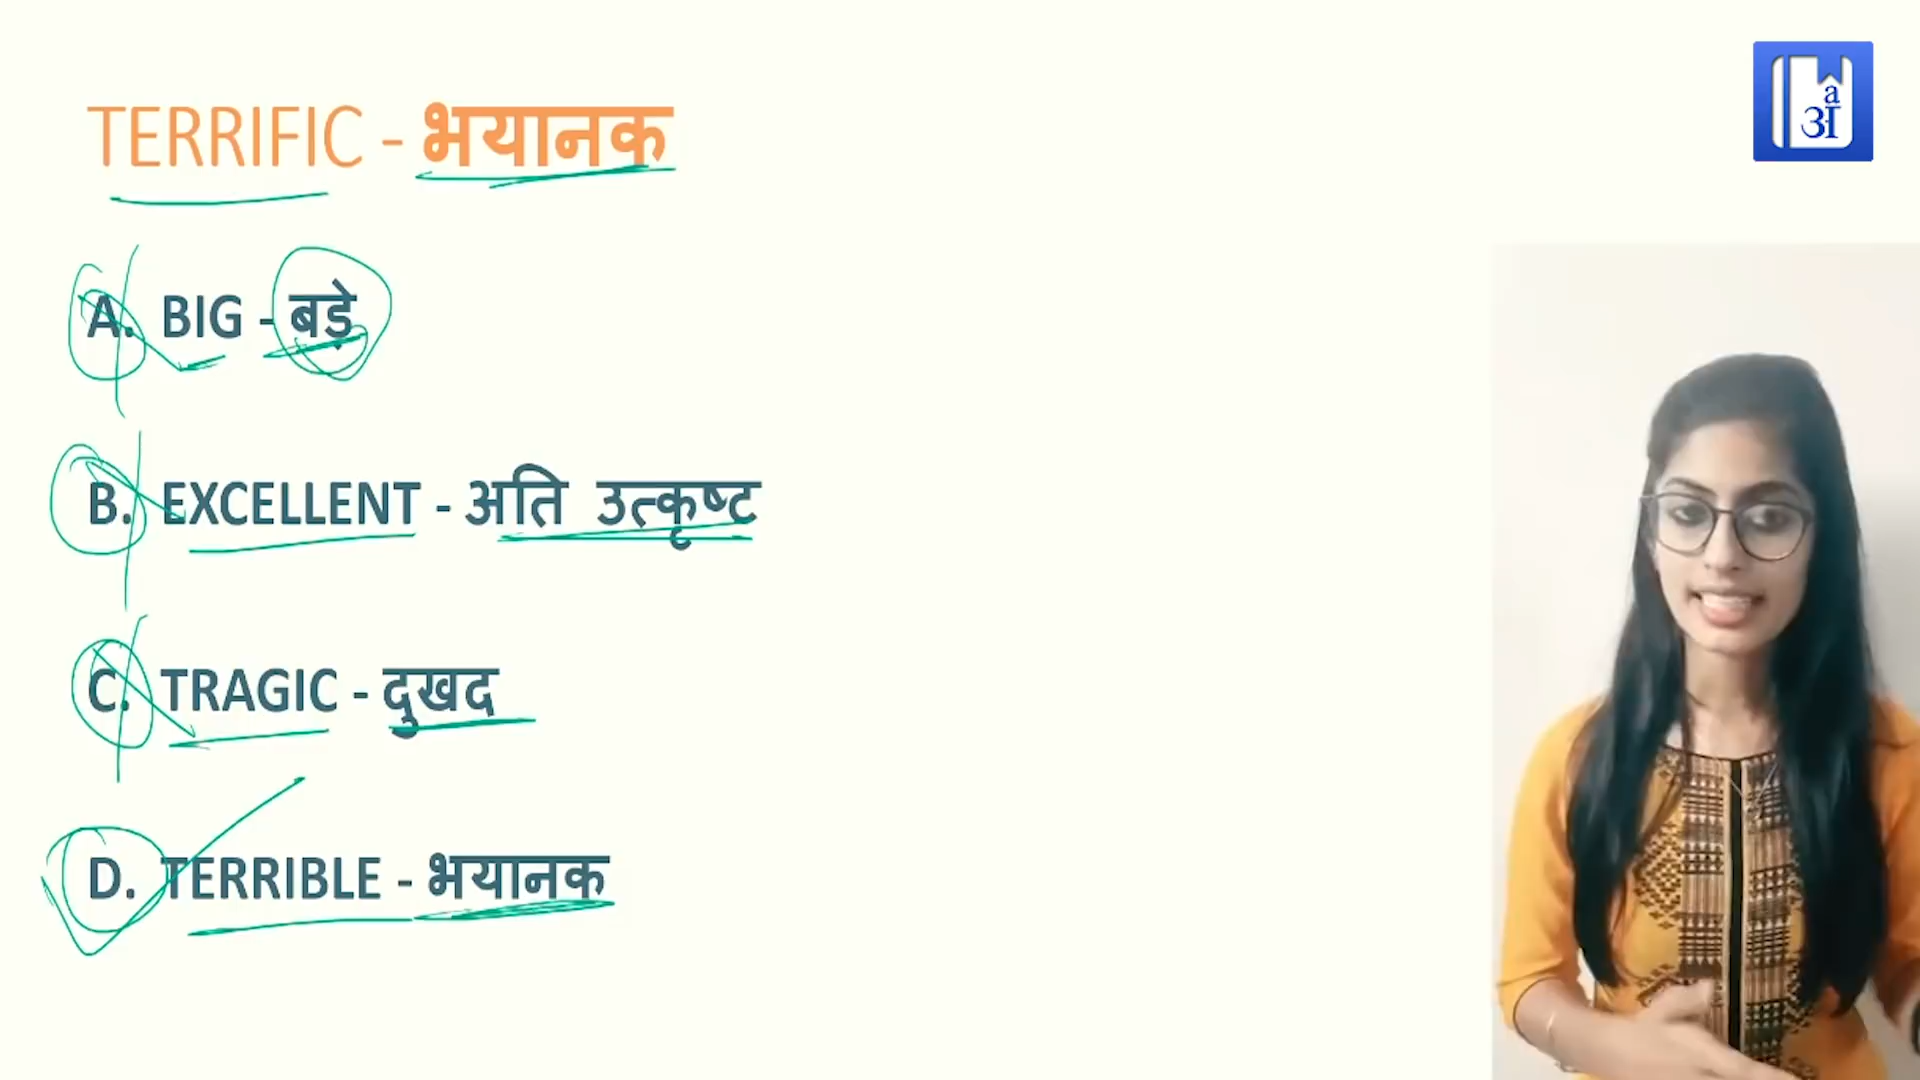 a
अ
TERRIFIC - भयानक
A. BIG - बड़े
B. EXCELLENT - अति उत्कृष्ट
C. TRAGIC - दुखद
D. TERRIBLE - भयानक